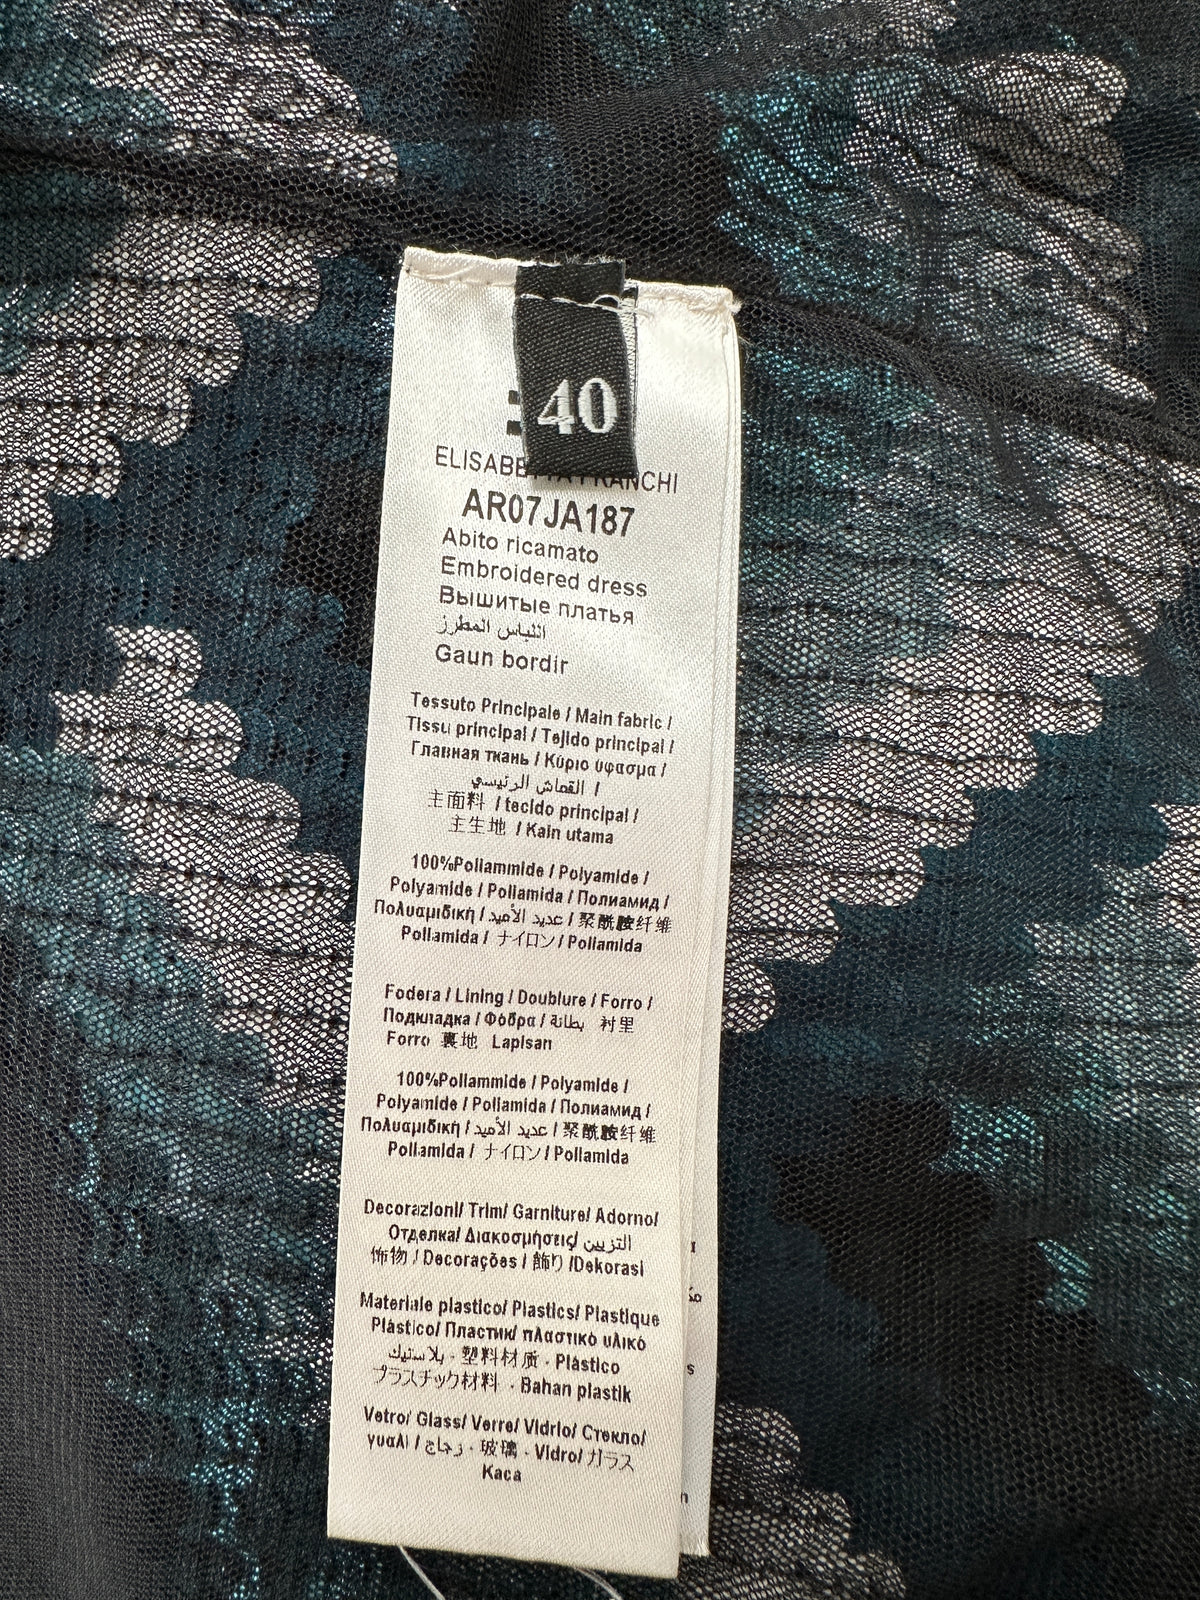 40
ELISABETTA FRANCHI
AR07JA187
Abito ricamato
Embroidered dress
Вышитые платья
اللباس المطرز
Gaun bordir
Tessuto Principale / Main fabric /
Tissu principal / Tejido principal /
Главная ткань / Κύριο ύφασμα /
القماش الرئيسي /
主面料 / tecido principal /
主生地 / Kain utama
100%Poliammide / Polyamide /
Polyamide / Poliamida / Полиамид /
Πολυαμιδική / عديد الأميد / 聚酰胺纤维
Poliamida / ナイロン / Poliamida
Fodera / Lining / Doublure / Forro /
Подкладка / Φόδρα / بطانة 衬里
Forro 裏地 Lapisan
100%Poliammide / Polyamide /
Polyamide / Poliamida / Полиамид /
Πολυαμιδική / عديد الأميد / 聚酰胺纤维
Poliamida / ナイロン / Poliamida
Decorazioni/ Trim/ Garniture/ Adorno/
Отделка/ Διακοσμήσεις/ التزيين
饰物 / Decorações / 飾り /Dekorasi
Materiale plastico/ Plastics/ Plastique
Plástico/ Пластик/ πλαστικό υλικό
بلاستيك - 塑料材质 - Plástico
プラスチック材料 - Bahan plastik
Vetro/ Glass/ Verre/ Vidrio/ Стекло/
γυαλί / زجاج - 玻璃 - Vidro/ ガラス
Kaca